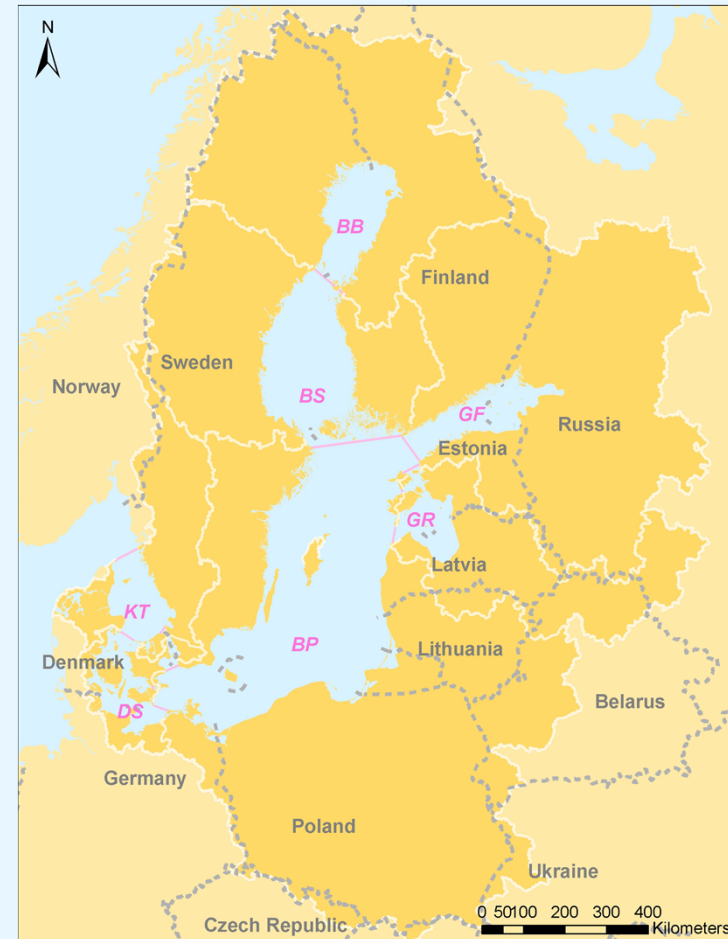 N
BB
Finland
Sweden
Norway
BS
GF
Russia
Estonia
GR
Latvia
KT
BP
Lithuania
Denmark
Belarus
DS
Germany
Poland
Ukraine
0 50100 200 300 400
Kilometers
Czech Republic